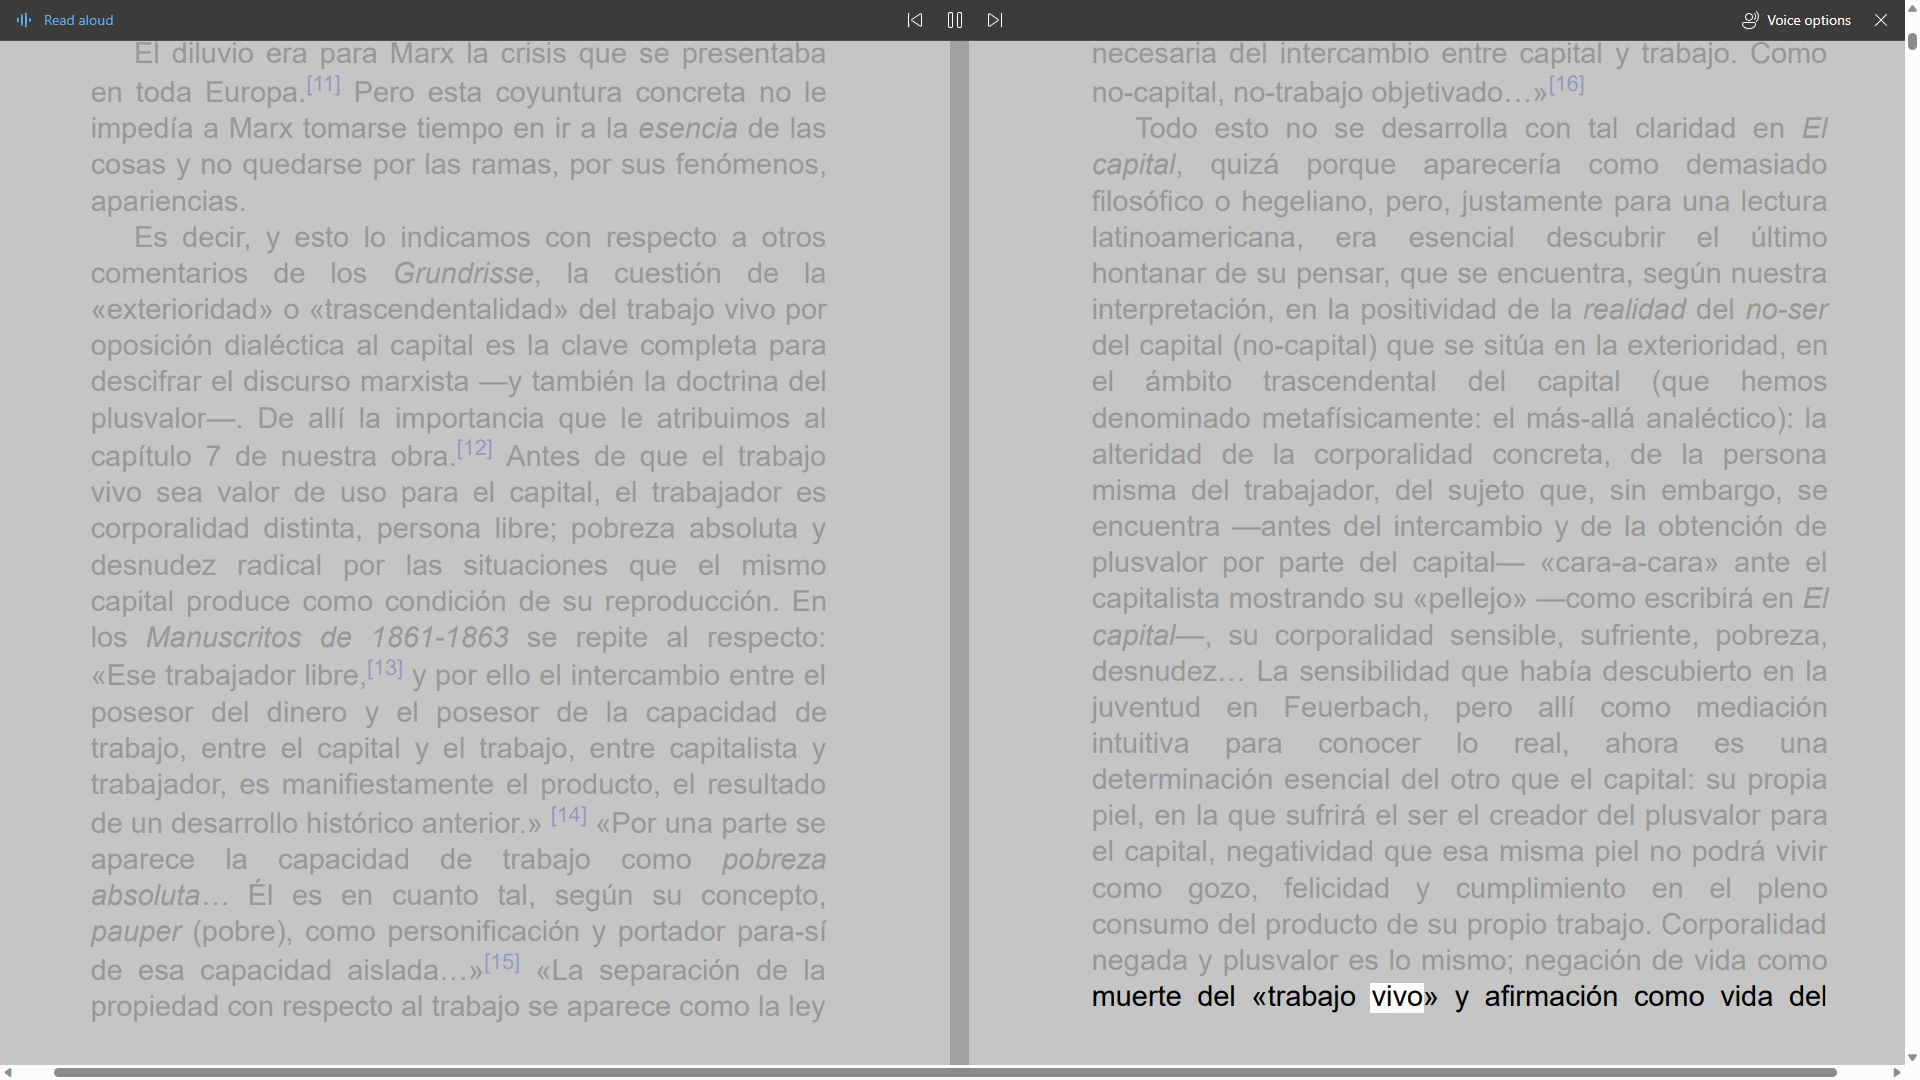 Read aloud
Voice options
El diluvio era para Marx la crisis que se presentaba
en toda Europa.[11] Pero esta coyuntura concreta no le
impedía a Marx tomarse tiempo en ir a la esencia de las
cosas y no quedarse por las ramas, por sus fenómenos,
apariencias.
Es decir, y esto lo indicamos con respecto a otros
comentarios de los Grundrisse, la cuestión de la
«exterioridad» o «trascendentalidad» del trabajo vivo por
oposición dialéctica al capital es la clave completa para
descifrar el discurso marxista —y también la doctrina del
plusvalor—. De allí la importancia que le atribuimos al
capítulo 7 de nuestra obra.[12] Antes de que el trabajo
vivo sea valor de uso para el capital, el trabajador es
corporalidad distinta, persona libre; pobreza absoluta y
desnudez radical por las situaciones que el mismo
capital produce como condición de su reproducción. En
los Manuscritos de 1861-1863 se repite al respecto:
«Ese trabajador libre,[13] y por ello el intercambio entre el
posesor del dinero y el posesor de la capacidad de
trabajo, entre el capital y el trabajo, entre capitalista y
trabajador, es manifiestamente el producto, el resultado
de un desarrollo histórico anterior.» [14] «Por una parte se
aparece la capacidad de trabajo como pobreza
absoluta… Él es en cuanto tal, según su concepto,
pauper (pobre), como personificación y portador para-sí
de esa capacidad aislada…»[15] «La separación de la
propiedad con respecto al trabajo se aparece como la ley
necesaria del intercambio entre capital y trabajo. Como
no-capital, no-trabajo objetivado…»[16]
Todo esto no se desarrolla con tal claridad en El
capital, quizá porque aparecería como demasiado
filosófico o hegeliano, pero, justamente para una lectura
latinoamericana, era esencial descubrir el último
hontanar de su pensar, que se encuentra, según nuestra
interpretación, en la positividad de la realidad del no-ser
del capital (no-capital) que se sitúa en la exterioridad, en
el ámbito trascendental del capital (que hemos
denominado metafísicamente: el más-allá analéctico): la
alteridad de la corporalidad concreta, de la persona
misma del trabajador, del sujeto que, sin embargo, se
encuentra —antes del intercambio y de la obtención de
plusvalor por parte del capital— «cara-a-cara» ante el
capitalista mostrando su «pellejo» —como escribirá en El
capital—, su corporalidad sensible, sufriente, pobreza,
desnudez… La sensibilidad que había descubierto en la
juventud en Feuerbach, pero allí como mediación
intuitiva para conocer lo real, ahora es una
determinación esencial del otro que el capital: su propia
piel, en la que sufrirá el ser el creador del plusvalor para
el capital, negatividad que esa misma piel no podrá vivir
como gozo, felicidad y cumplimiento en el pleno
consumo del producto de su propio trabajo. Corporalidad
negada y plusvalor es lo mismo; negación de vida como
muerte del «trabajo vivo» y afirmación como vida del